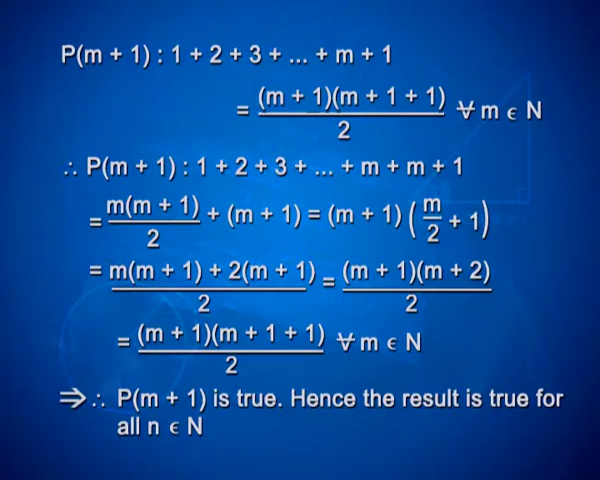 P(m + 1) : 1 + 2 + 3 + ... + m + 1
= (m + 1)(m + 1 + 1) / 2 ∀ m ϵ N
∴ P(m + 1) : 1 + 2 + 3 + ... + m + m + 1
= m(m + 1) / 2 + (m + 1) = (m + 1) ( m / 2 + 1)
= m(m + 1) + 2(m + 1) / 2 = (m + 1)(m + 2) / 2
= (m + 1)(m + 1 + 1) / 2 ∀ m ϵ N
⇒ ∴ P(m + 1) is true. Hence the result is true for
all n ϵ N